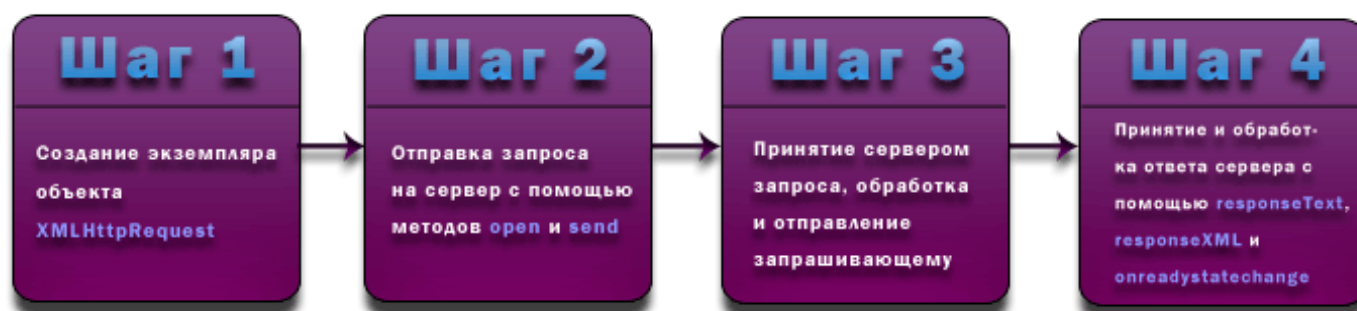 Шаг 1
Создание экземпляра
объекта
XMLHttpRequest
Шаг 2
Отправка запроса
на сервер с помощью
методов open и send
Шаг 3
Принятие сервером
запроса, обработка
и отправление
запрашивающему
Шаг 4
Принятие и обработ-
ка ответа сервера с
помощью responseText,
responseXML и
onreadystatechange